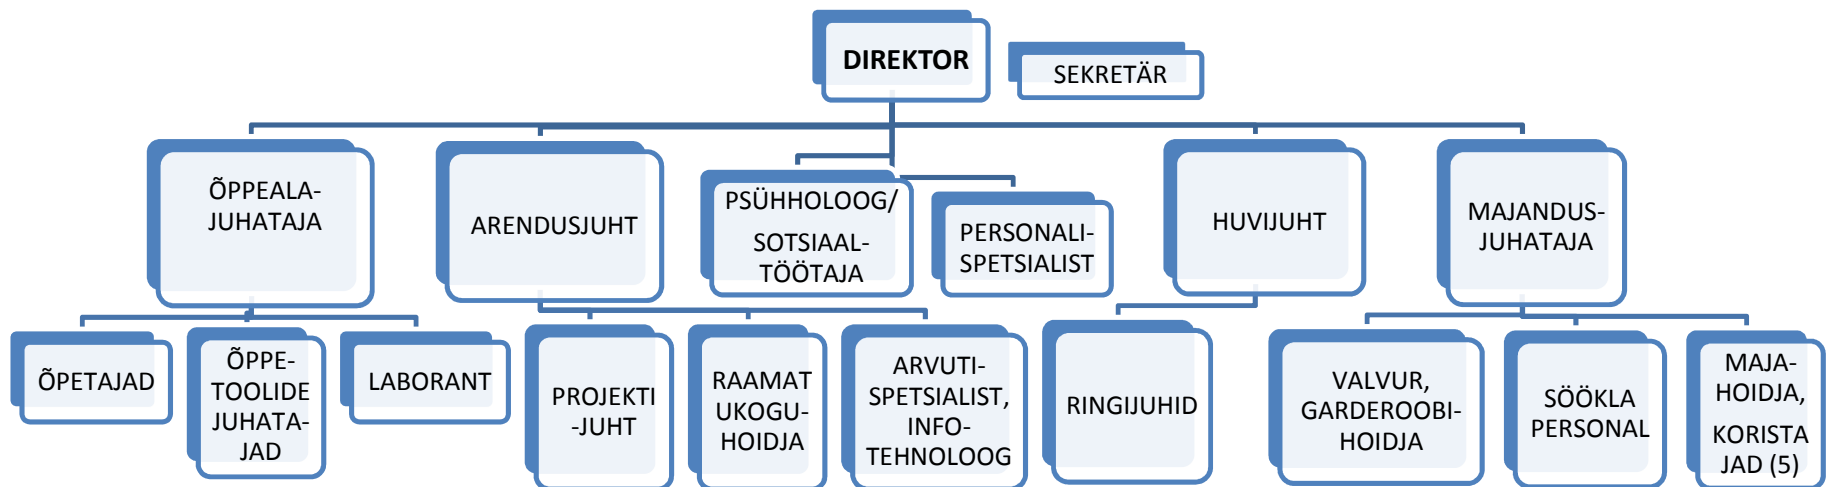 DIREKTOR
SEKRETÄR
ÕPPEALA-
JUHATAJA
ARENDUSJUHT
PSÜHHOLOOG/
SOTSIAAL-
TÖÖTAJA
PERSONALI-
SPETSIALIST
HUVIJUHT
MAJANDUS-
JUHATAJA
ÕPETAJAD
ÕPPE-
TOOLIDE
JUHATA-
JAD
LABORANT
PROJEKTI
-JUHT
RAAMAT
UKOGU-
HOIDJA
ARVUTI-
SPETSIALIST,
INFO-
TEHNOLOOG
RINGIJUHID
VALVUR,
GARDEROOBI-
HOIDJA
SÖÖKLA
PERSONAL
MAJA-
HOIDJA,
KORISTA
JAD (5)